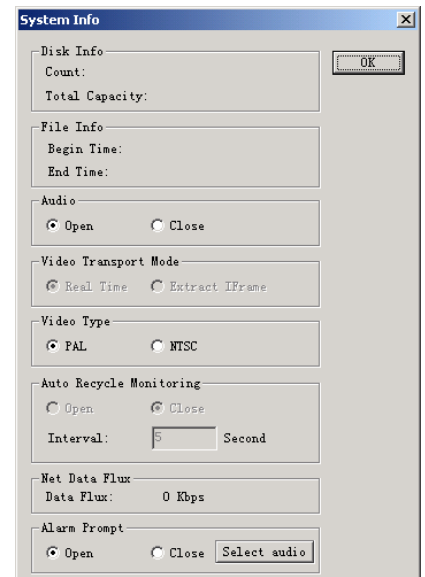 System Info
Disk Info
OK
Count:
Total Capacity:
File Info
Begin Time:
End Time:
Audio
Open Close
Video Transport Mode
Real Time Extract IFrame
Video Type
PAL NTSC
Auto Recycle Monitoring
Open Close
Interval: 5 Second
Net Data Flux
Data Flux: 0 Kbps
Alarm Prompt
Open Close Select audio